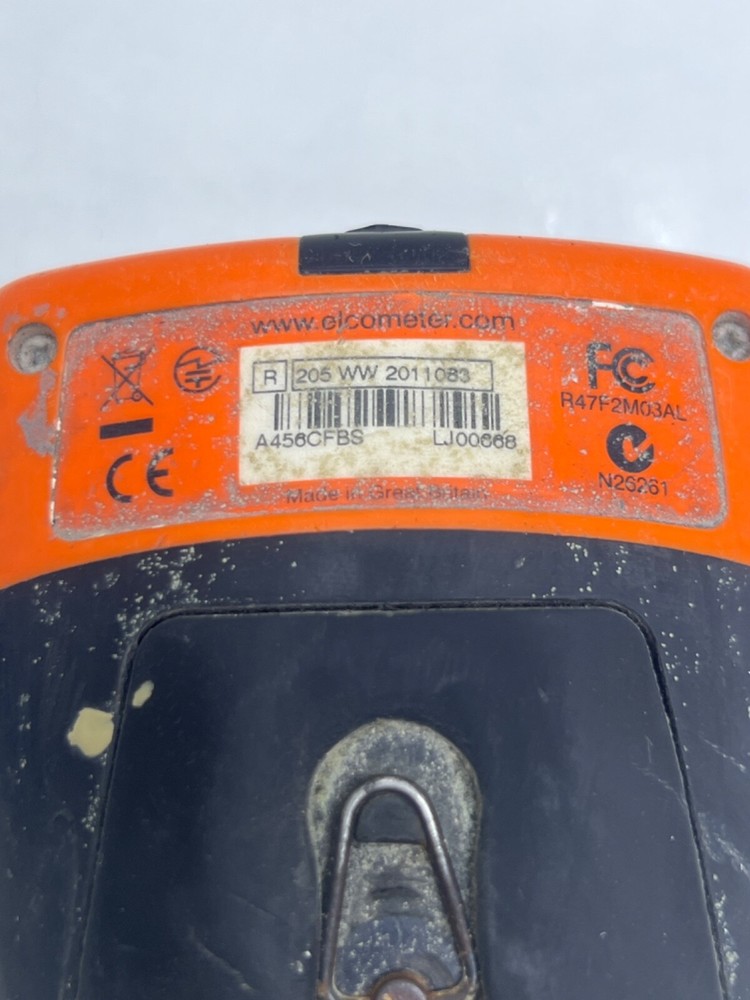 www.elcometer.com
R 205 WW 2011083
A456CFBS LJ00668
Made in Great Britain
CE
FC
R47F2M03AL
N26261